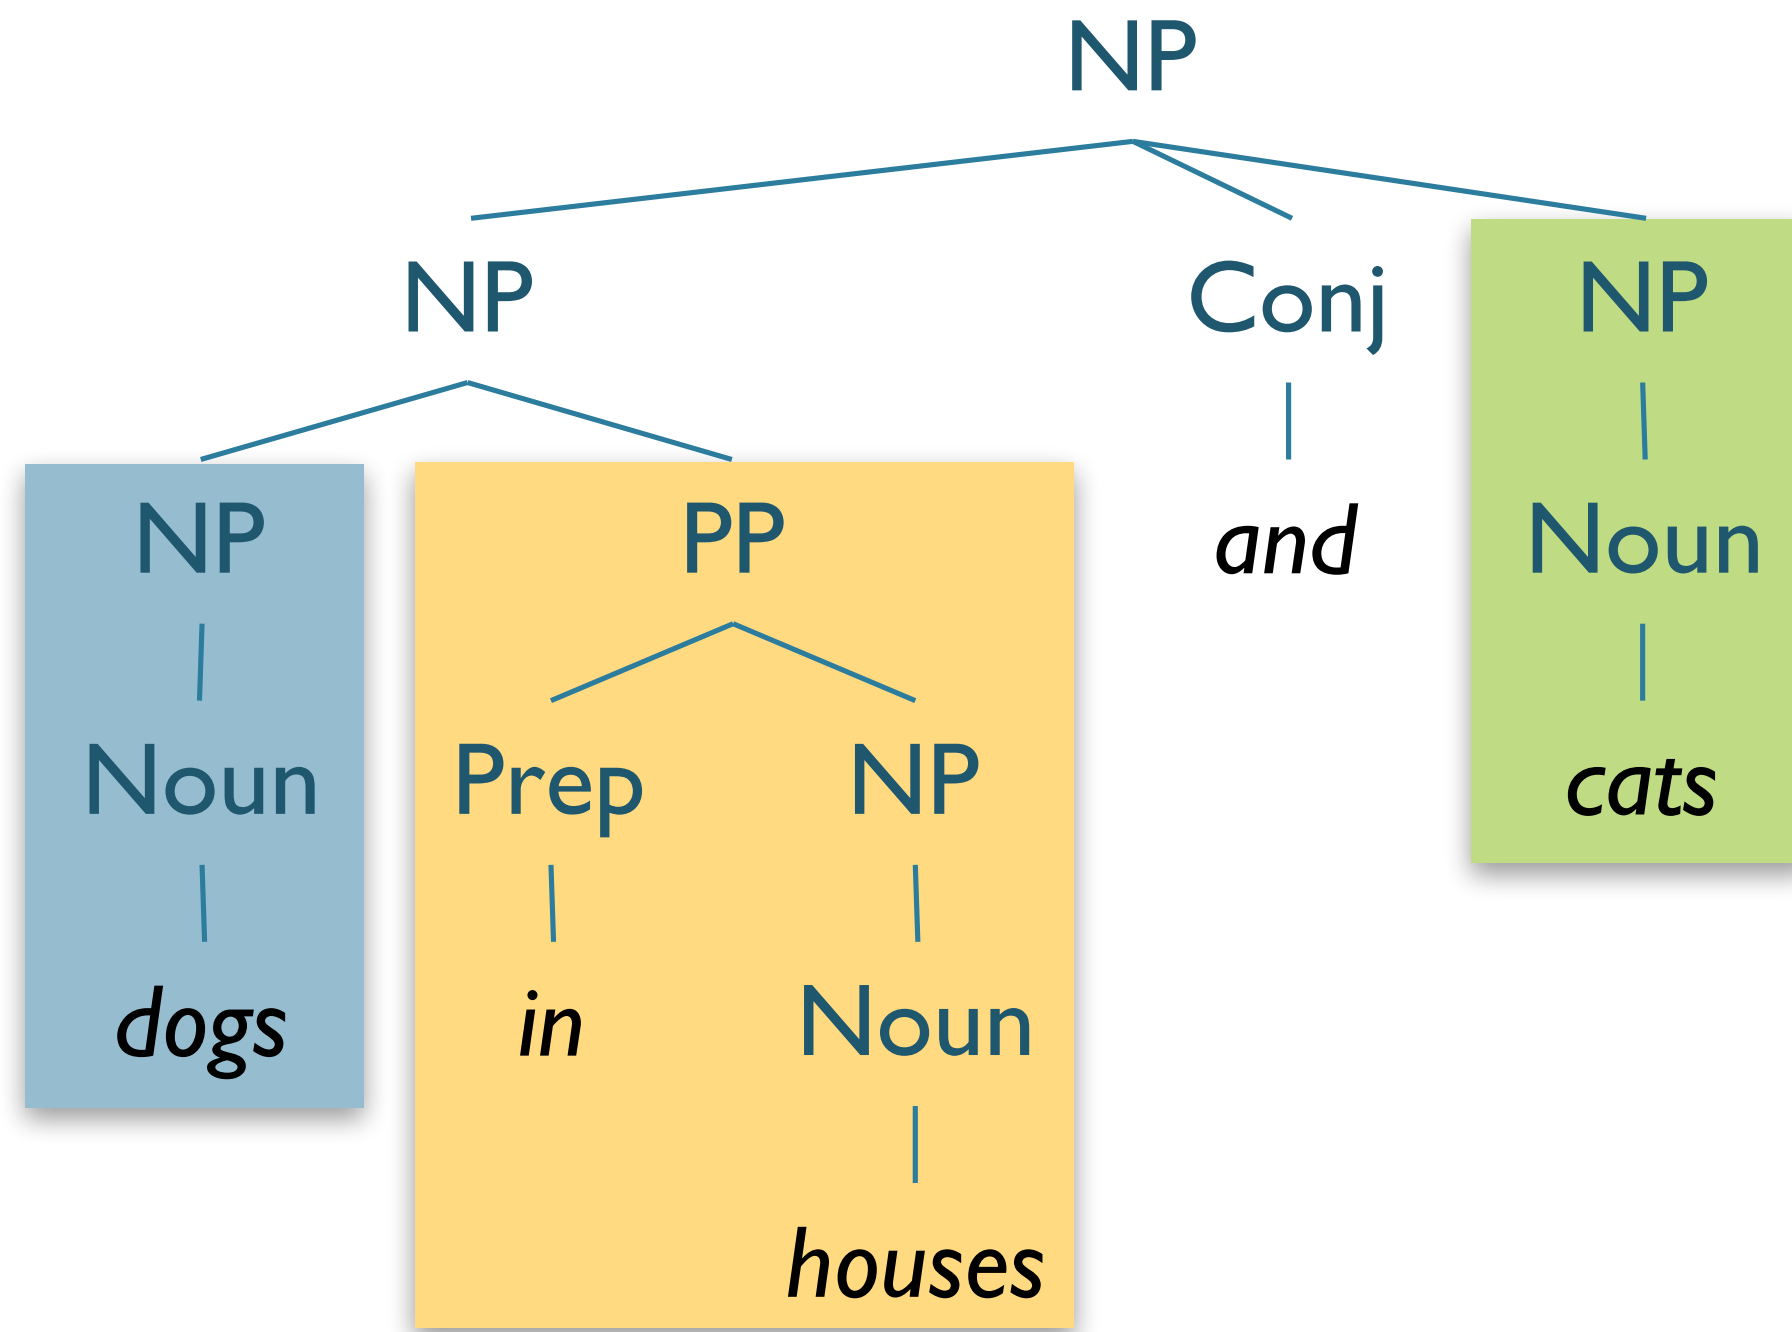 NP
NP Conj NP
NP PP and Noun
Noun Prep NP cats
dogs in Noun
houses